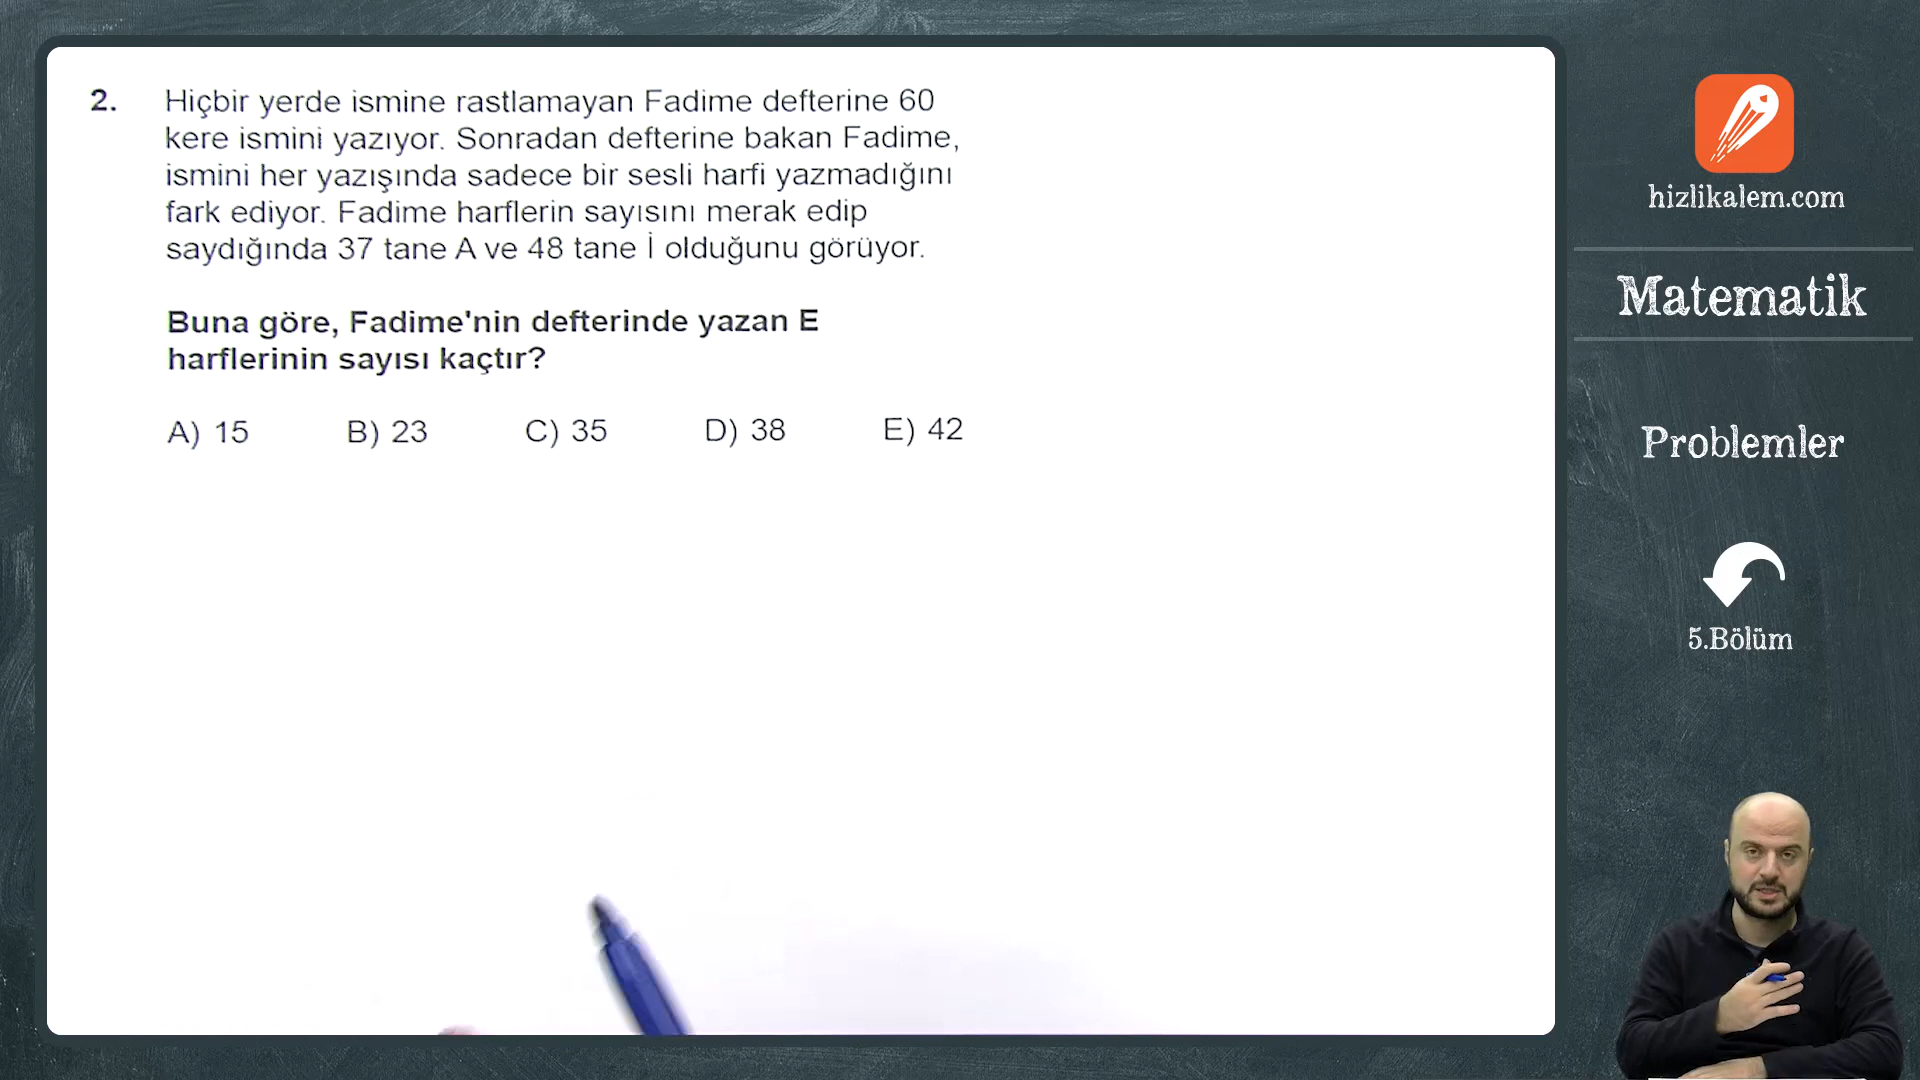 2. Hiçbir yerde ismine rastlamayan Fadime defterine 60
kere ismini yazıyor. Sonradan defterine bakan Fadime,
ismini her yazışında sadece bir sesli harfi yazmadığını
fark ediyor. Fadime harflerin sayısını merak edip
saydığında 37 tane A ve 48 tane İ olduğunu görüyor.
Buna göre, Fadime'nin defterinde yazan E
harflerinin sayısı kaçtır?
A) 15 B) 23 C) 35 D) 38 E) 42
hizlikalem.com
Matematik
Problemler
5.Bölüm